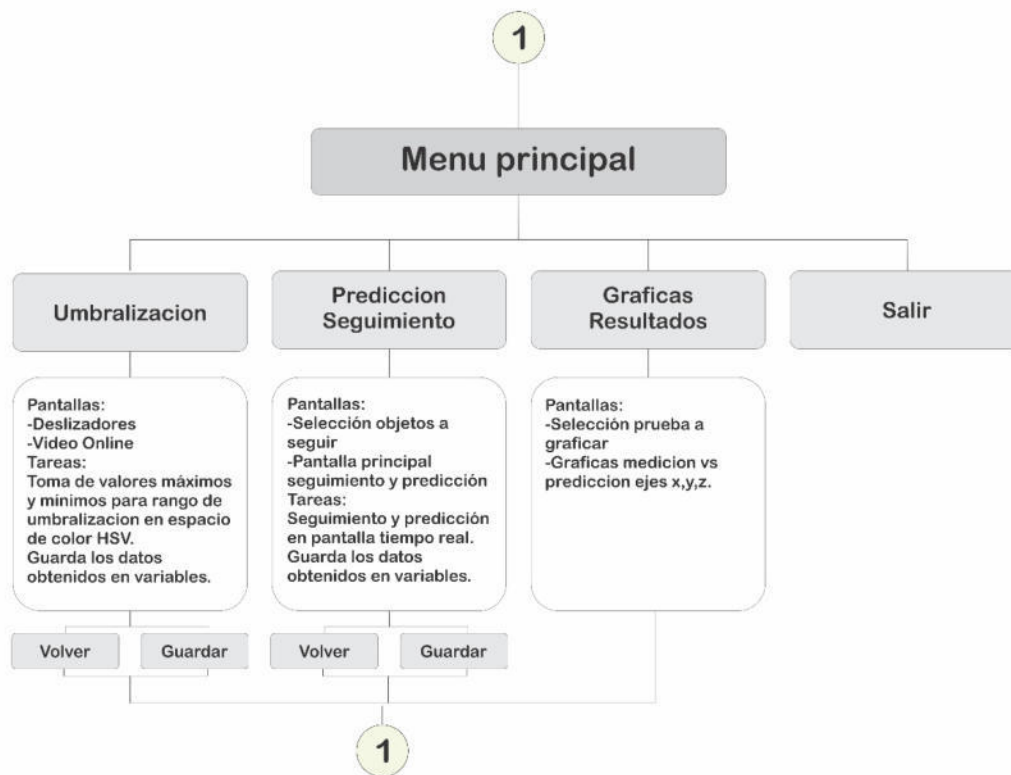 1
Menu principal
Umbralizacion
Prediccion
Seguimiento
Graficas
Resultados
Salir
Pantallas:
-Deslizadores
-Video Online
Tareas:
Toma de valores máximos
y mínimos para rango de
umbralizacion en espacio
de color HSV.
Guarda los datos
obtenidos en variables.
Pantallas:
-Selección objetos a
seguir
-Pantalla principal
seguimiento y predicción
Tareas:
Seguimiento y predicción
en pantalla tiempo real.
Guarda los datos
obtenidos en variables.
Pantallas:
-Selección prueba a
graficar
-Graficas medicion vs
prediccion ejes x,y,z.
Volver
Guardar
Volver
Guardar
1